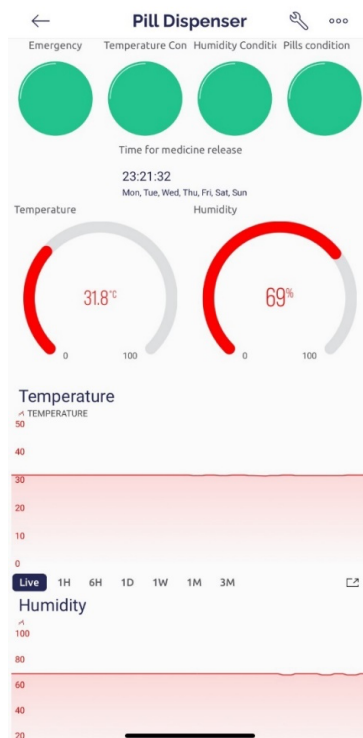 Pill Dispenser
Emergency
Temperature Con
Humidity Conditic
Pills condition
Time for medicine release
23:21:32
Mon, Tue, Wed, Thu, Fri, Sat, Sun
Temperature
Humidity
31.8°C
69%
0 100
0 100
Temperature
TEMPERATURE
50
40
30
20
10
0
Live 1H 6H 1D 1W 1M 3M
Humidity
100
80
60
40
20